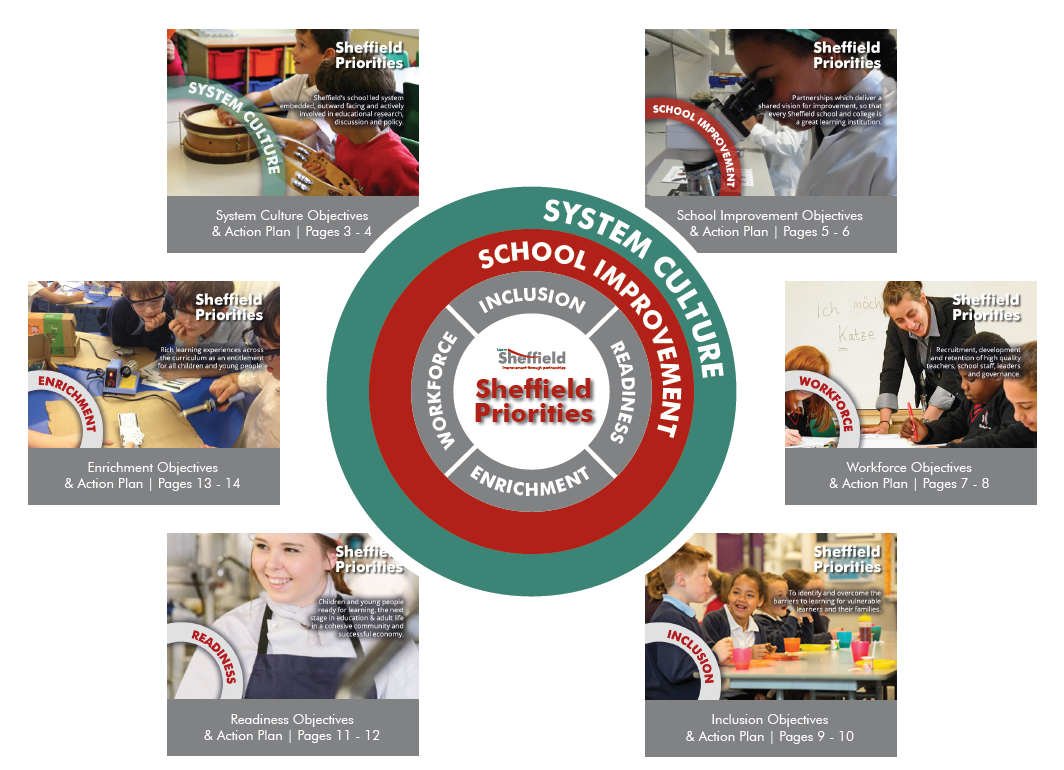 Sheffield
Priorities
Sheffield's school led system
embedded, outward facing and actively
involved in educational research,
discussion and policy.
SYSTEM CULTURE
System Culture Objectives
& Action Plan | Pages 3 - 4
Sheffield
Priorities
Partnerships which deliver a
shared vision for improvement, so that
every Sheffield school and college is
a great learning institution.
SCHOOL IMPROVEMENT
School Improvement Objectives
& Action Plan | Pages 5 - 6
SYSTEM CULTURE
SCHOOL IMPROVEMENT
INCLUSION
READINESS
ENRICHMENT
WORKFORCE
Learn
Sheffield
Improvement through partnerships
Sheffield
Priorities
Sheffield
Priorities
Rich learning experiences across
the curriculum as an entitlement
for all children and young people
ENRICHMENT
Enrichment Objectives
& Action Plan | Pages 13 - 14
Ich möch
Katze
Sheffield
Priorities
Recruitment, development
and retention of high quality
teachers, school staff, leaders
and governance.
WORKFORCE
Workforce Objectives
& Action Plan | Pages 7 - 8
Sheffield
Priorities
Children and young people
ready for learning, the next
stage in education & adult life
in a cohesive community and
successful economy.
READINESS
Readiness Objectives
& Action Plan | Pages 11 - 12
Sheffield
Priorities
To identify and overcome the
barriers to learning for vulnerable
learners and their families.
INCLUSION
Inclusion Objectives
& Action Plan | Pages 9 - 10